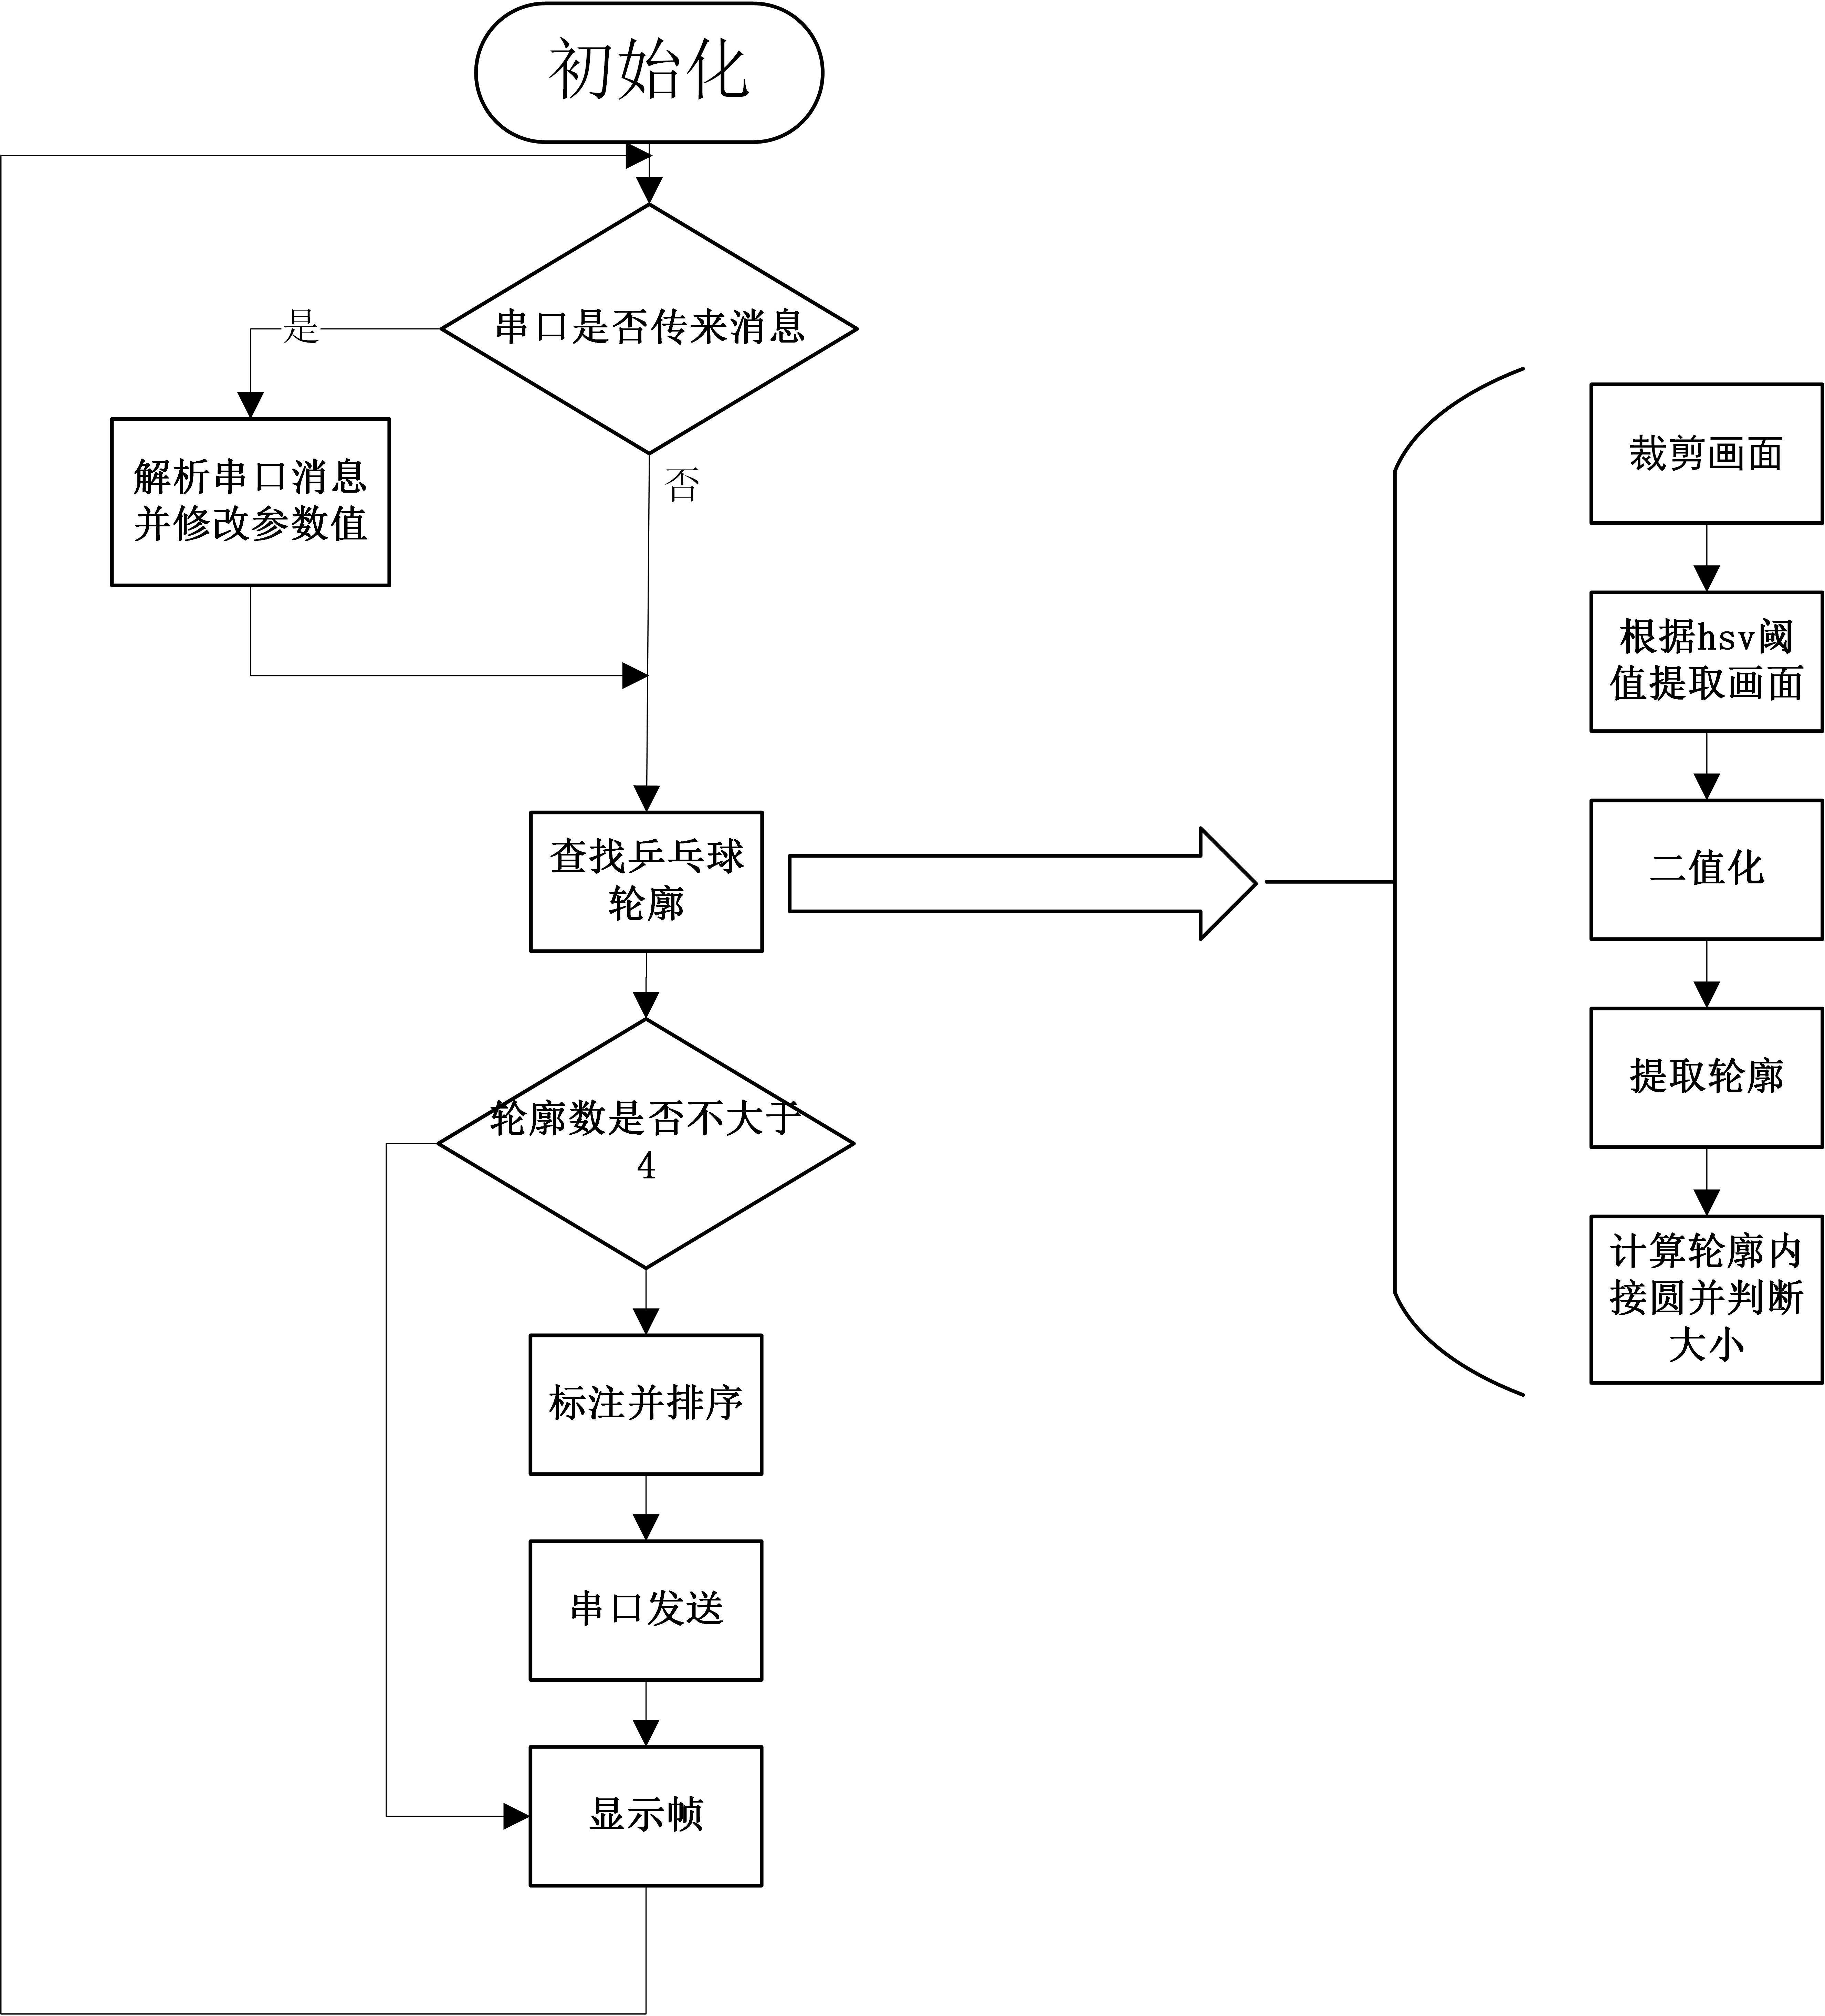 初始化
串口是否传来消息
是
解析串口消息
并修改参数值
否
查找乒乓球
轮廓
轮廓数是否不大于
4
标注并排序
串口发送
显示帧
裁剪画面
根据hsv阈
值提取画面
二值化
提取轮廓
计算轮廓内
接圆并判断
大小